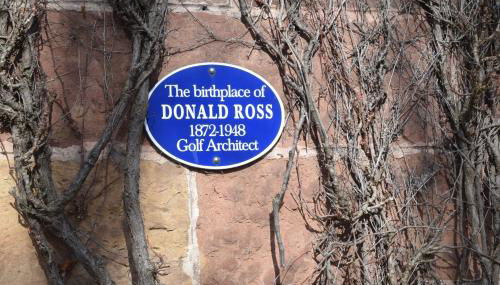 The birthplace of
DONALD ROSS
1872-1948
Golf Architect